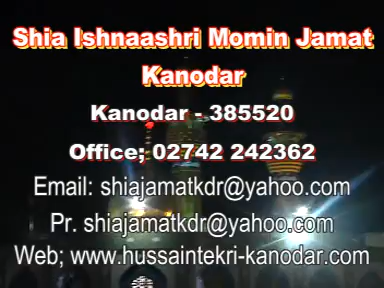 Shia Ishnaashri Momin Jamat
Kanodar
Kanodar - 385520
Office; 02742 242362
Email: shiajamatkdr@yahoo.com
Pr. shiajamatkdr@yahoo.com
Web; www.hussaintekri-kanodar.com